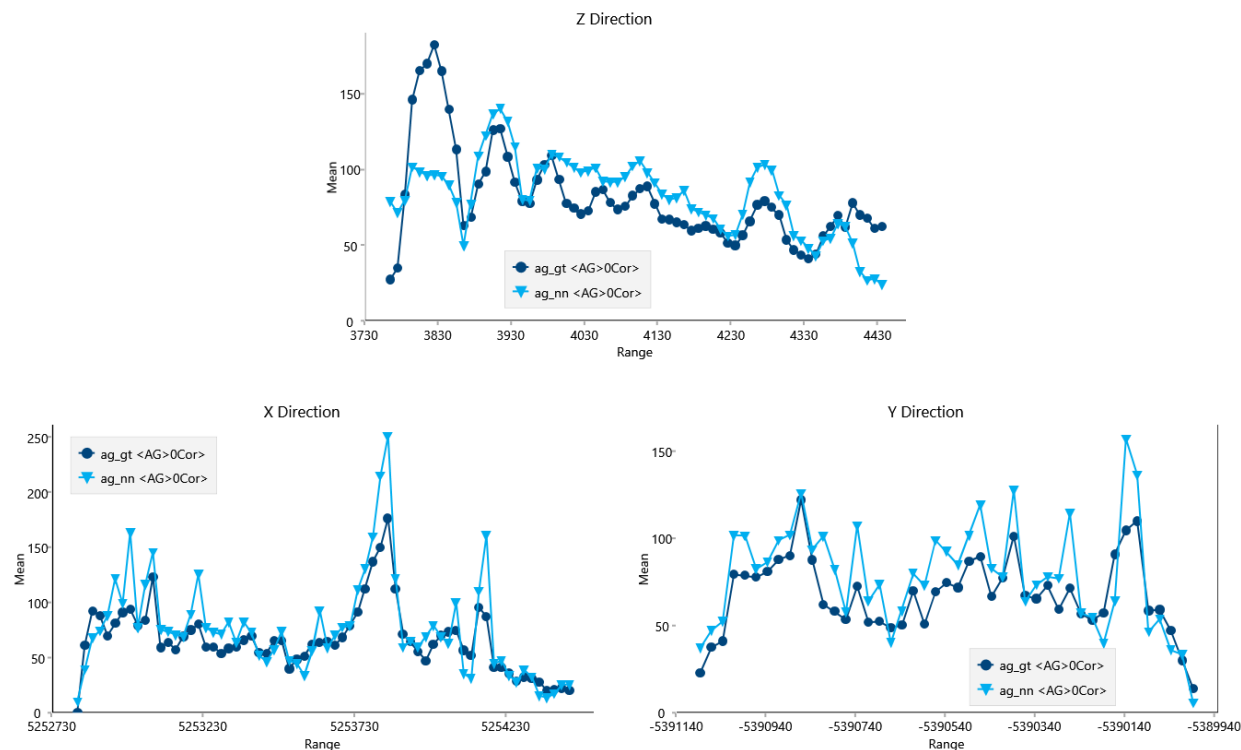 Z Direction
150
100
50
0
Mean
ag_gt <AG>0Cor>
ag_nn <AG>0Cor>
3730 3830 3930 4030 4130 4230 4330 4430
Range
X Direction
250
200
150
100
50
0
Mean
ag_gt <AG>0Cor>
ag_nn <AG>0Cor>
5252730 5253230 5253730 5254230
Range
Y Direction
150
100
50
0
Mean
ag_gt <AG>0Cor>
ag_nn <AG>0Cor>
-5391140 -5390940 -5390740 -5390540 -5390340 -5390140 -5389940
Range